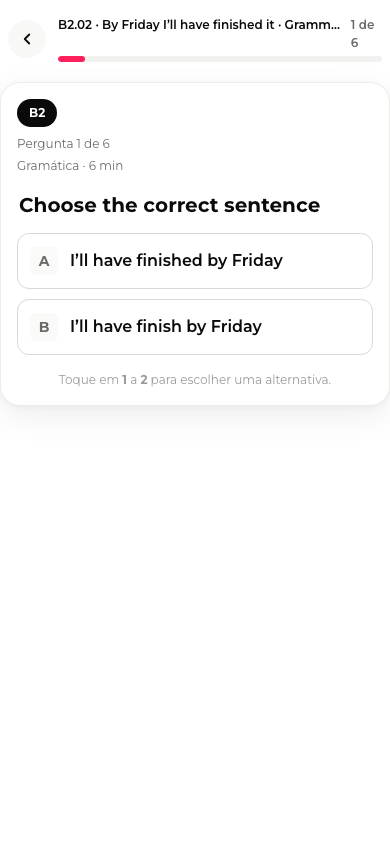 B2.02 · By Friday I’ll have finished it · Gramm...
1 de
6
B2
Pergunta 1 de 6
Gramática · 6 min
Choose the correct sentence
A I’ll have finished by Friday
B I’ll have finish by Friday
Toque em 1 a 2 para escolher uma alternativa.